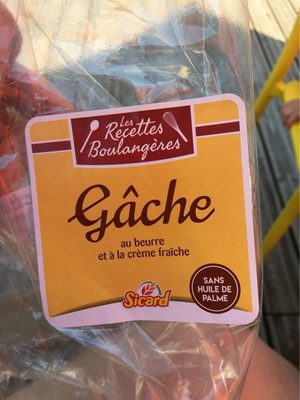 Les
Recettes
Boulangères
Gâche
au beurre
et à la crème fraîche
Sicard
SANS
HUILE DE
PALME